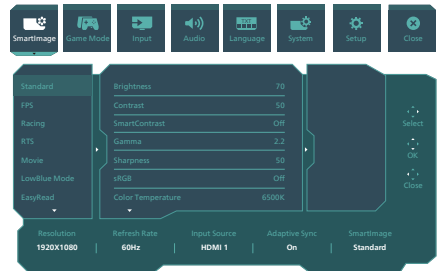 SmartImage
Game Mode
Input
Audio
TXT
Language
System
Setup
Close
Standard
FPS
Racing
RTS
Movie
LowBlue Mode
EasyRead
Brightness 70
Contrast 50
SmartContrast Off
Gamma 2.2
Sharpness 50
sRGB Off
Color Temperature 6500K
Select
OK
Close
Resolution Refresh Rate Input Source Adaptive Sync SmartImage
1920X1080 | 60Hz | HDMI 1 | On | Standard